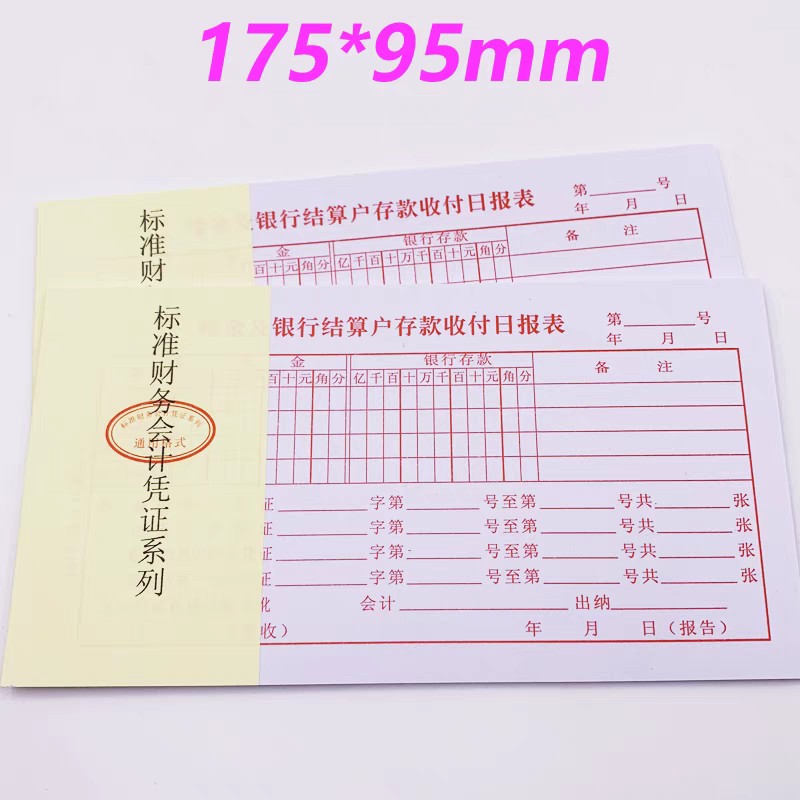 175*95mm
标准财
银行结算户存款收付日报表
第 号
年 月 日
金 银行存款 备 注
百十元角分 亿千百十万千百十元角分
标准财务会计凭证系列
通用格式
银行结算户存款收付日报表
第 号
年 月 日
金 银行存款 备 注
百十元角分 亿千百十万千百十元角分
证 字第 号至第 号共 张
证 字第 号至第 号共 张
证 字第 号至第 号共 张
证 字第 号至第 号共 张
会计 出纳
收） 年 月 日（报告）